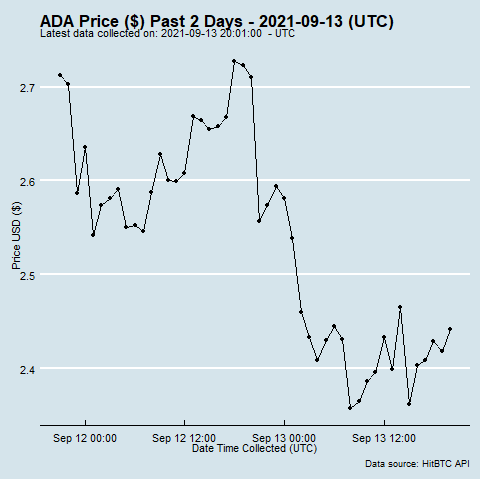 ADA Price ($) Past 2 Days - 2021-09-13 (UTC)
Latest data collected on: 2021-09-13 20:01:00 - UTC
2.7
2.6
2.5
2.4
Price USD ($)
Sep 12 00:00 Sep 12 12:00 Sep 13 00:00 Sep 13 12:00
Date Time Collected (UTC)
Data source: HitBTC API